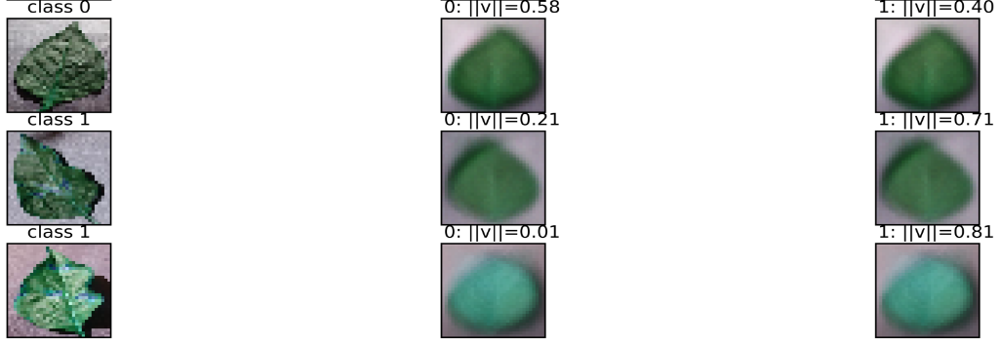 class 0 0: ||v||=0.58 1: ||v||=0.40
class 1 0: ||v||=0.21 1: ||v||=0.71
class 1 0: ||v||=0.01 1: ||v||=0.81